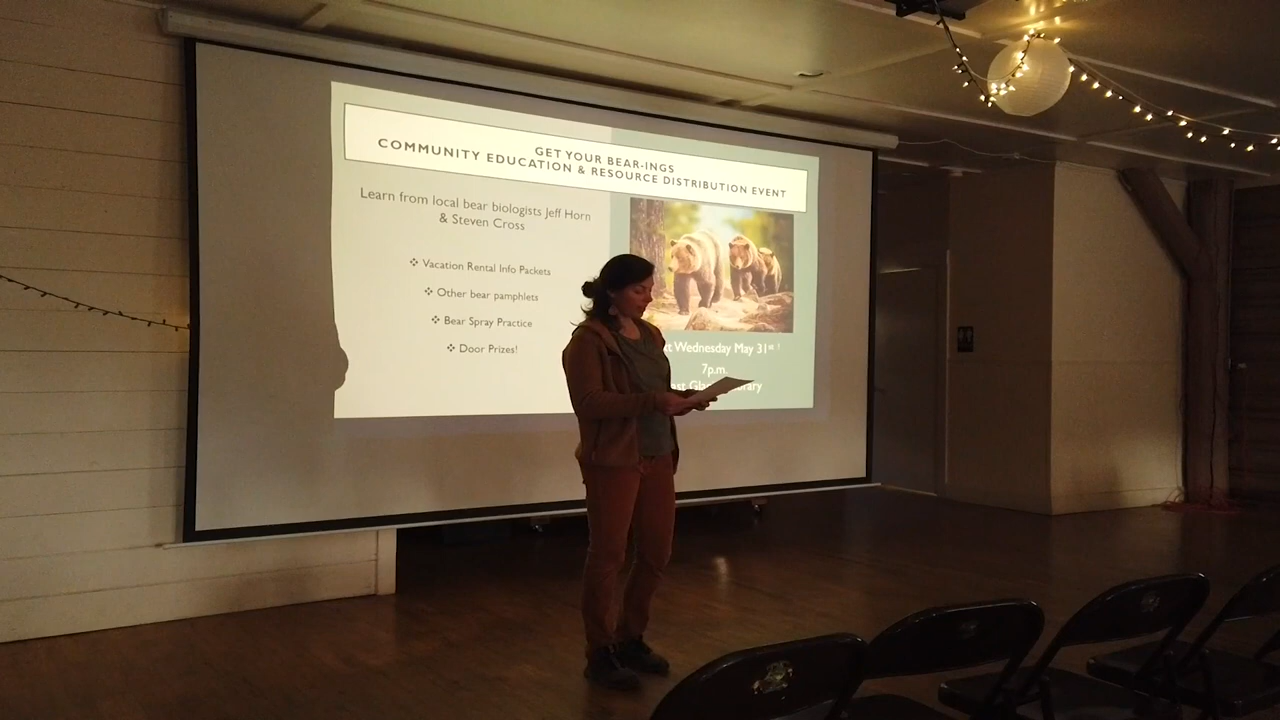 GET YOUR BEAR-INGS
COMMUNITY EDUCATION & RESOURCE DISTRIBUTION EVENT
Learn from local bear biologists Jeff Horn
& Steven Cross
❖ Vacation Rental Info Packets
❖ Other bear pamphlets
❖ Bear Spray Practice
❖ Door Prizes!
Wednesday May 31st !
7p.m.